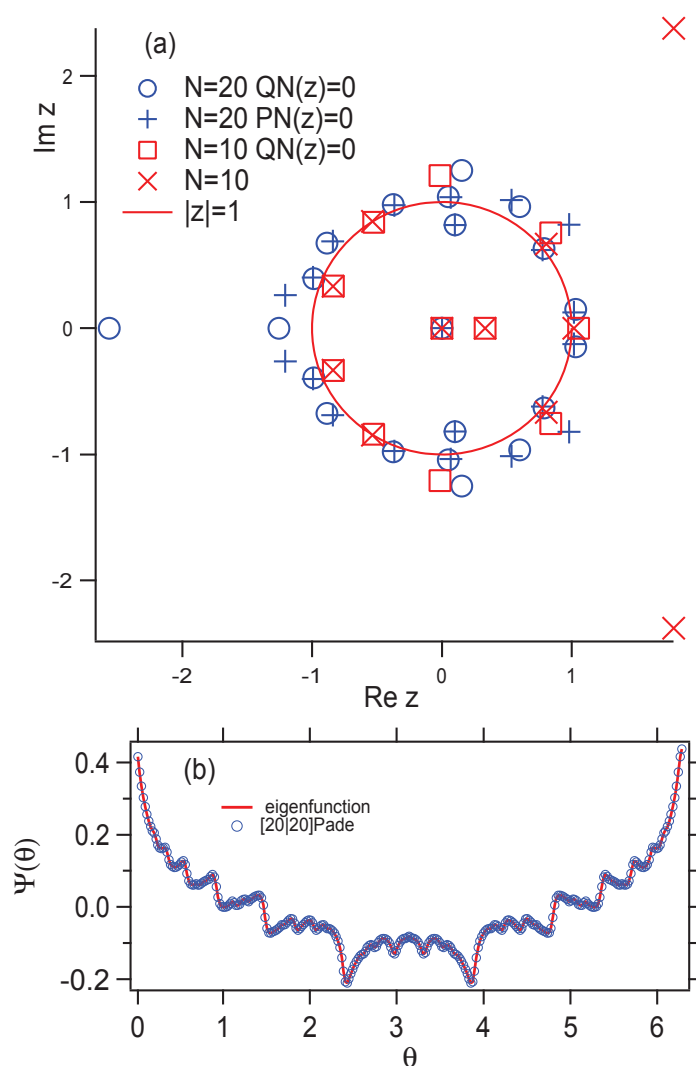 (a)
N=20 QN(z)=0
N=20 PN(z)=0
N=10 QN(z)=0
N=10
|z|=1
Im z
2
1
0
-1
-2
-2
-1
0
1
Re z
(b)
eigenfunction
[20|20]Pade
Ψ(θ)
0.4
0.2
0.0
-0.2
0
1
2
3
4
5
6
θ